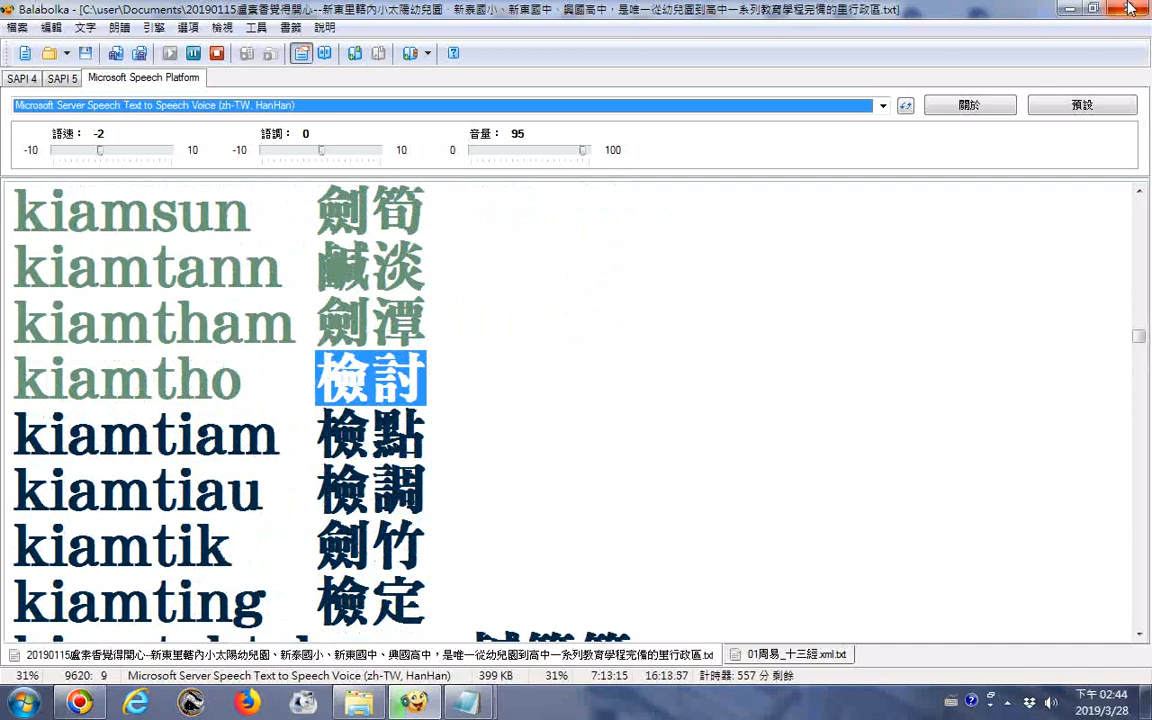 Balabolka - [C:\user\Documents\20190115盧素香覺得開心--新東里轄內小太陽幼兒園﹑新泰國小、新東國中、興國高中，是唯一從幼兒園到高中一系列教育學程完備的里行政區.txt]
檔案 編輯 文字 朗讀 引擎 選項 檢視 工具 書籤 說明
SAPI 4 SAPI 5 Microsoft Speech Platform
Microsoft Server Speech Text to Speech Voice (zh-TW, HanHan) 關於 預設
語速： -2 語調： 0 音量： 95
-10 10 -10 10 0 100
kiamsun 劍筍
kiamtann 鹹淡
kiamtham 劍潭
kiamtho 檢討
kiamtiam 檢點
kiamtiau 檢調
kiamtik 劍竹
kiamting 檢定
20190115盧素香覺得開心--新東里轄內小太陽幼兒園、新泰國小、新東國中、興國高中，是唯一從幼兒園到高中一系列教育學程完備的里行政區.txt 01周易_十三經.xml.txt
31% 9620: 9 Microsoft Server Speech Text to Speech Voice (zh-TW, HanHan) 399 KB 31% 7:13:15 16:13.97 計時器: 557 分 剩餘
下午 02:44
2019/3/28